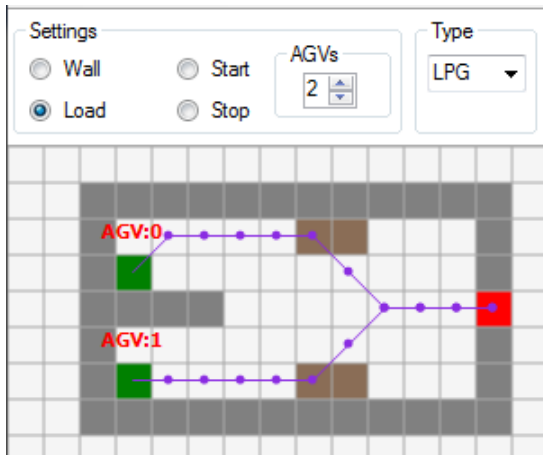 Settings
Type
AGVs
Wall
Start
2
LPG
Load
Stop
AGV:0
AGV:1